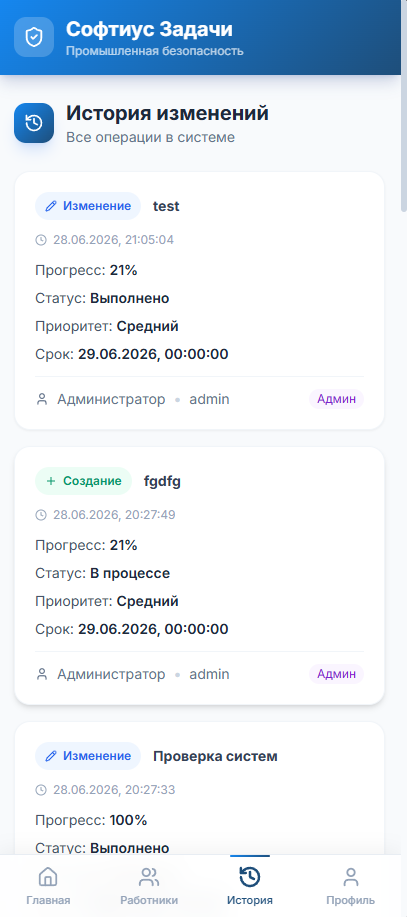 Софтиус Задачи
Промышленная безопасность
История изменений
Все операции в системе
Изменение test
28.06.2026, 21:05:04
Прогресс: 21%
Статус: Выполнено
Приоритет: Средний
Срок: 29.06.2026, 00:00:00
Администратор • admin Админ
+ Создание fgdfg
28.06.2026, 20:27:49
Прогресс: 21%
Статус: В процессе
Приоритет: Средний
Срок: 29.06.2026, 00:00:00
Администратор • admin Админ
Изменение Проверка систем
28.06.2026, 20:27:33
Прогресс: 100%
Статус: Выполнено
Главная Работники История Профиль